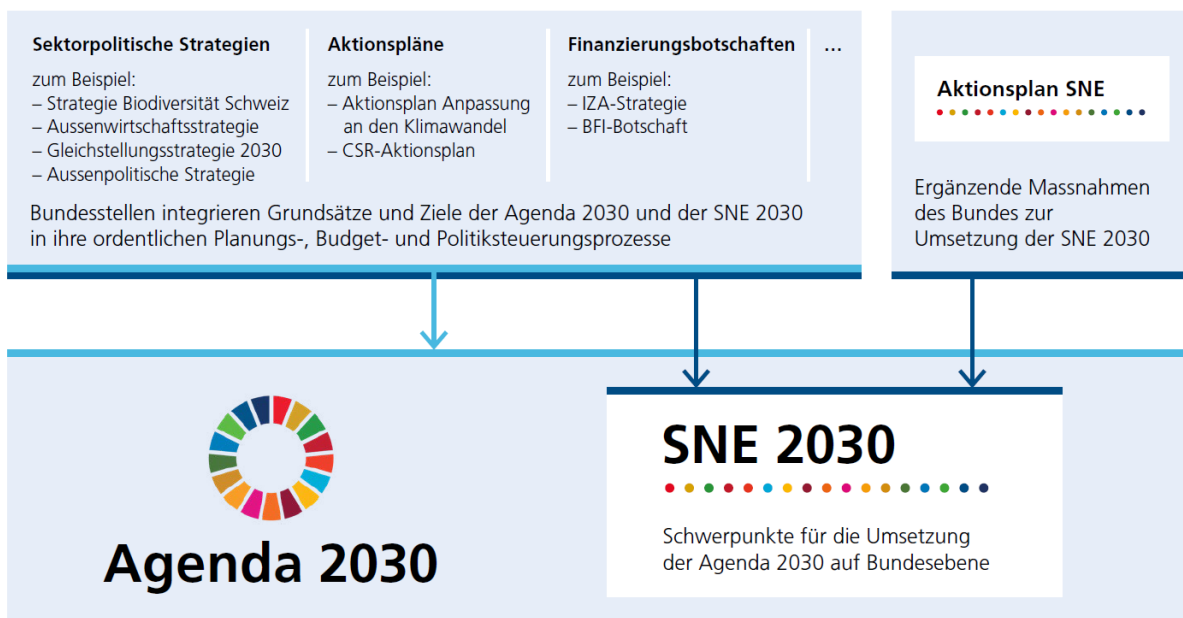 Sektorpolitische Strategien
zum Beispiel:
– Strategie Biodiversität Schweiz
– Aussenwirtschaftsstrategie
– Gleichstellungsstrategie 2030
– Aussenpolitische Strategie
Aktionspläne
zum Beispiel:
– Aktionsplan Anpassung
an den Klimawandel
– CSR-Aktionsplan
Finanzierungsbotschaften
zum Beispiel:
– IZA-Strategie
– BFI-Botschaft
...
Bundesstellen integrieren Grundsätze und Ziele der Agenda 2030 und der SNE 2030
in ihre ordentlichen Planungs-, Budget- und Politiksteuerungsprozesse
Aktionsplan SNE
Ergänzende Massnahmen
des Bundes zur
Umsetzung der SNE 2030
Agenda 2030
SNE 2030
Schwerpunkte für die Umsetzung
der Agenda 2030 auf Bundesebene